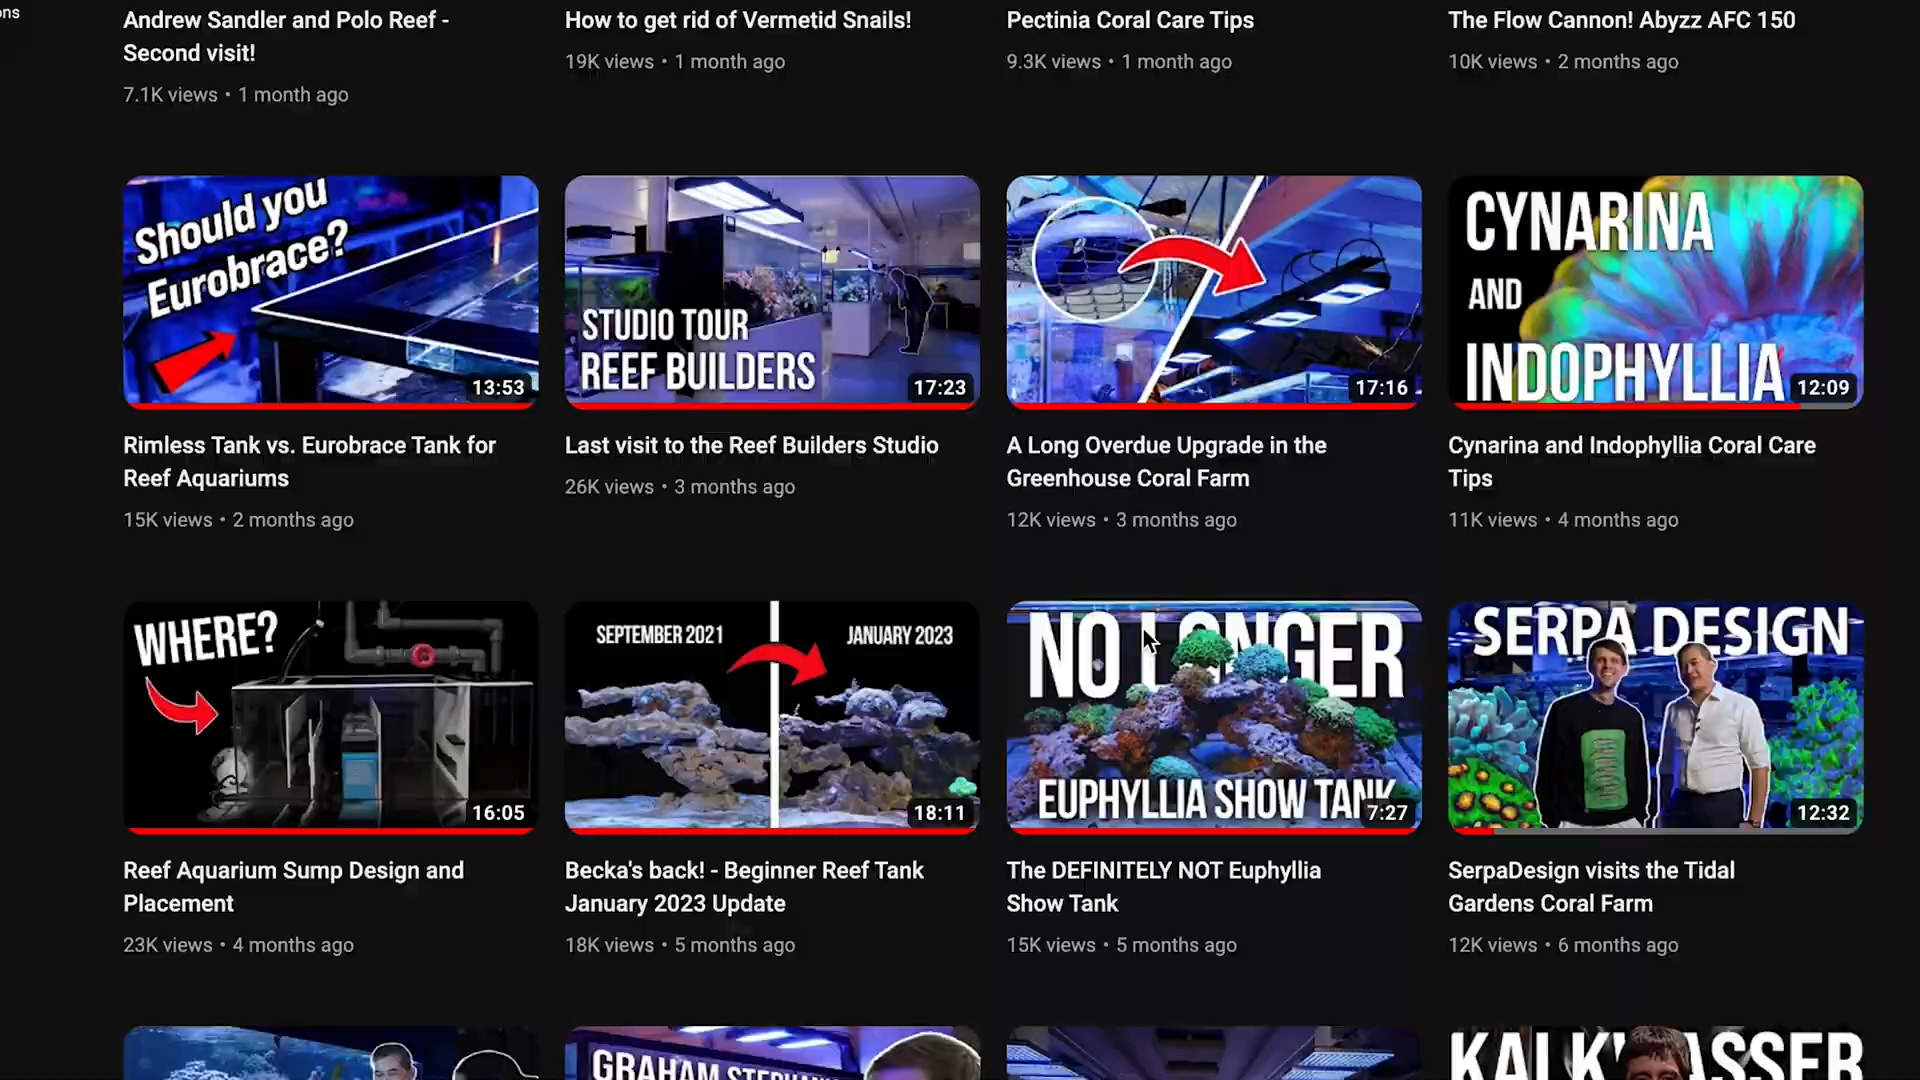 ons
Andrew Sandler and Polo Reef -
Second visit!
7.1K views • 1 month ago
How to get rid of Vermetid Snails!
19K views • 1 month ago
Pectinia Coral Care Tips
9.3K views • 1 month ago
The Flow Cannon! Abyzz AFC 150
10K views • 2 months ago
Should you
Eurobrace?
13:53
Rimless Tank vs. Eurobrace Tank for
Reef Aquariums
15K views • 2 months ago
STUDIO TOUR
REEF BUILDERS
17:23
Last visit to the Reef Builders Studio
26K views • 3 months ago
17:16
A Long Overdue Upgrade in the
Greenhouse Coral Farm
12K views • 3 months ago
CYNARINA
AND
INDOPHYLLIA
12:09
Cynarina and Indophyllia Coral Care
Tips
11K views • 4 months ago
WHERE?
16:05
Reef Aquarium Sump Design and
Placement
23K views • 4 months ago
SEPTEMBER 2021
JANUARY 2023
18:11
Becka's back! - Beginner Reef Tank
January 2023 Update
18K views • 5 months ago
NO LONGER
EUPHYLLIA SHOW TANK
7:27
The DEFINITELY NOT Euphyllia
Show Tank
15K views • 5 months ago
SERPA DESIGN
12:32
SerpaDesign visits the Tidal
Gardens Coral Farm
12K views • 6 months ago
GRAHAM